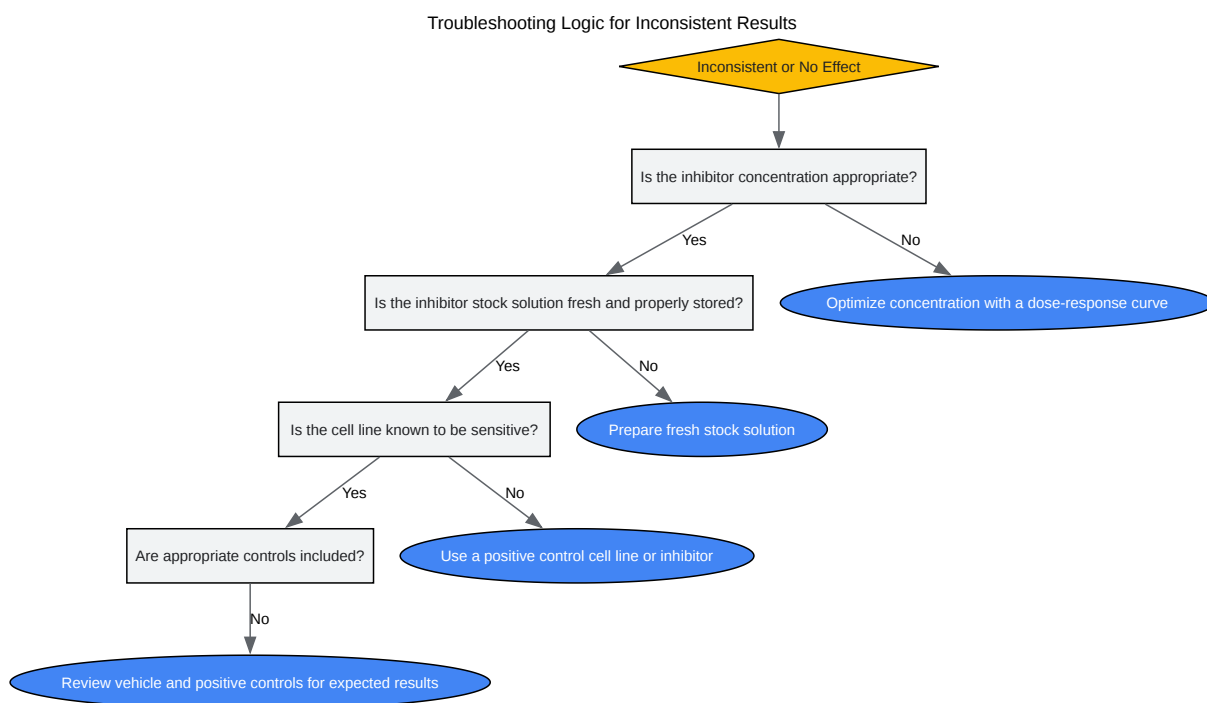 Troubleshooting Logic for Inconsistent Results
Inconsistent or No Effect
Is the inhibitor concentration appropriate?
Yes
No
Is the inhibitor stock solution fresh and properly stored?
Optimize concentration with a dose-response curve
Yes
No
Is the cell line known to be sensitive?
Prepare fresh stock solution
Yes
No
Are appropriate controls included?
Use a positive control cell line or inhibitor
No
Review vehicle and positive controls for expected results